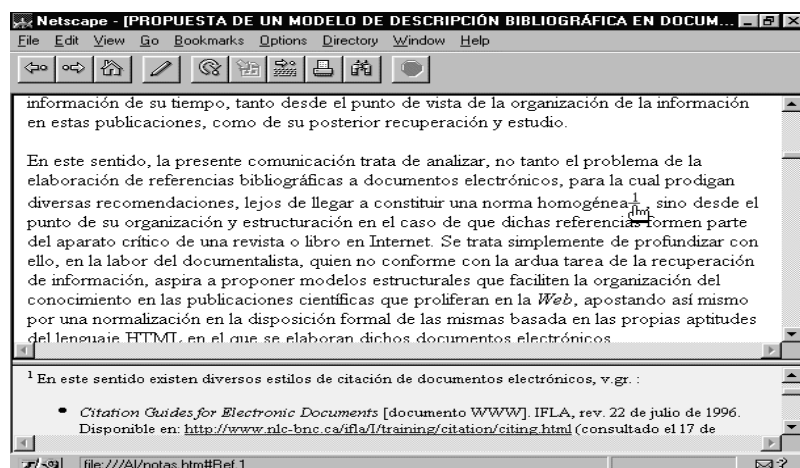 Netscape - [PROPUESTA DE UN MODELO DE DESCRIPCIÓN BIBLIOGRÁFICA EN DOCUM...
File Edit View Go Bookmarks Options Directory Window Help
información de su tiempo, tanto desde el punto de vista de la organización de la información
en estas publicaciones, como de su posterior recuperación y estudio.
En este sentido, la presente comunicación trata de analizar, no tanto el problema de la
elaboración de referencias bibliográficas a documentos electrónicos, para la cual prodigan
diversas recomendaciones, lejos de llegar a constituir una norma homogénea1, sino desde el
punto de su organización y estructuración en el caso de que dichas referencias formen parte
del aparato crítico de una revista o libro en Internet. Se trata simplemente de profundizar con
ello, en la labor del documentalista, quien no conforme con la ardua tarea de la recuperación
de información, aspira a proponer modelos estructurales que faciliten la organización del
conocimiento en las publicaciones científicas que proliferan en la Web, apostando así mismo
por una normalización en la disposición formal de las mismas basada en las propias aptitudes
del lenguaje HTML en el que se elaboran dichos documentos electrónicos
1 En este sentido existen diversos estilos de citación de documentos electrónicos, v.gr. :
• Citation Guides for Electronic Documents [documento WWW]. IFLA, rev. 22 de julio de 1996.
Disponible en: http://www.nlc-bnc.ca/ifla/I/training/citation/citing.html (consultado el 17 de
file:///A|/notas.htm#Ref 1